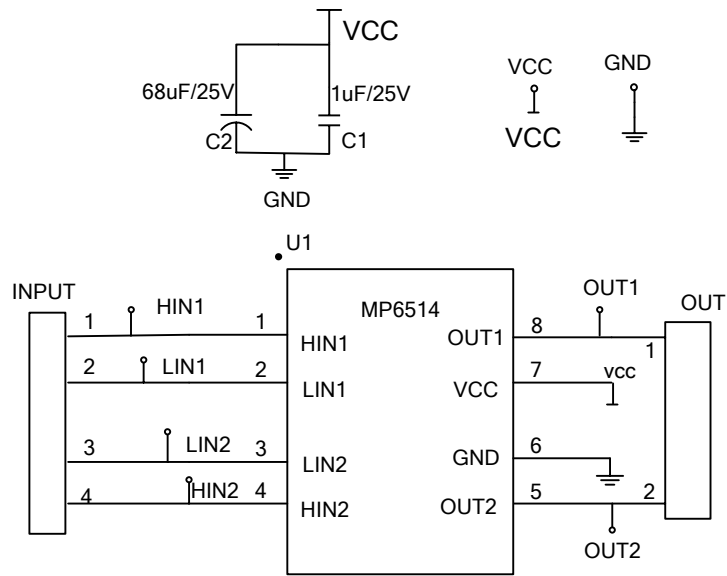 VCC
68uF/25V 1uF/25V
C2 C1
GND
VCC
VCC
GND
U1
INPUT
1 HIN1 1
2 LIN1 2
3 LIN2 3
4 HIN2 4
MP6514
HIN1 OUT1
LIN1 VCC
LIN2 GND
HIN2 OUT2
8 OUT1 1
7 VCC
6
5 OUT2 2
OUT